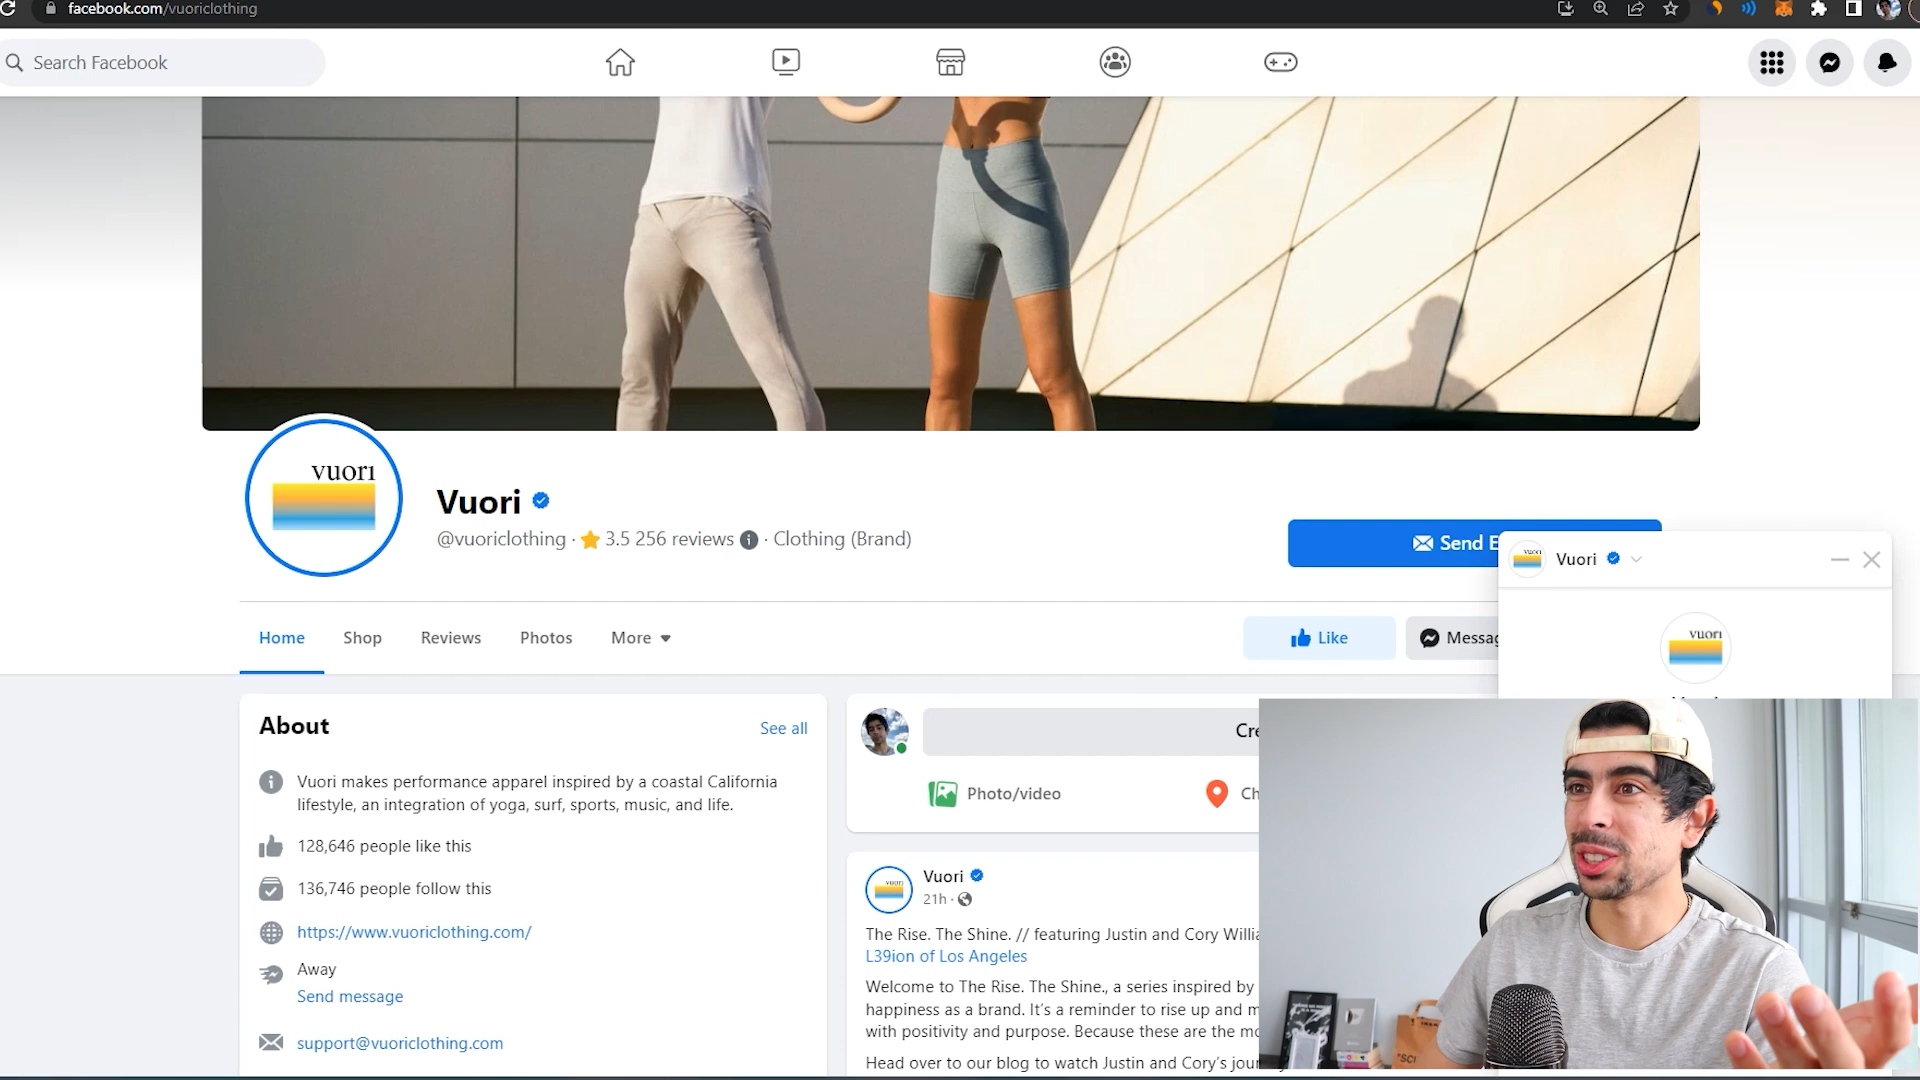 facebook.com/vuoriclothing
Search Facebook
vuori
Vuori
@vuoriclothing · 3.5 256 reviews · Clothing (Brand)
Send E
Vuori
vuori
Home
Shop
Reviews
Photos
More
Like
Messag
About
See all
Vuori makes performance apparel inspired by a coastal California
lifestyle, an integration of yoga, surf, sports, music, and life.
128,646 people like this
136,746 people follow this
https://www.vuoriclothing.com/
Away
Send message
support@vuoriclothing.com
Cre
Photo/video
Ch
Vuori
21h ·
The Rise. The Shine. // featuring Justin and Cory Willia
L39ion of Los Angeles
Welcome to The Rise. The Shine., a series inspired by
happiness as a brand. It's a reminder to rise up and m
with positivity and purpose. Because these are the mo
Head over to our blog to watch Justin and Cory's jour